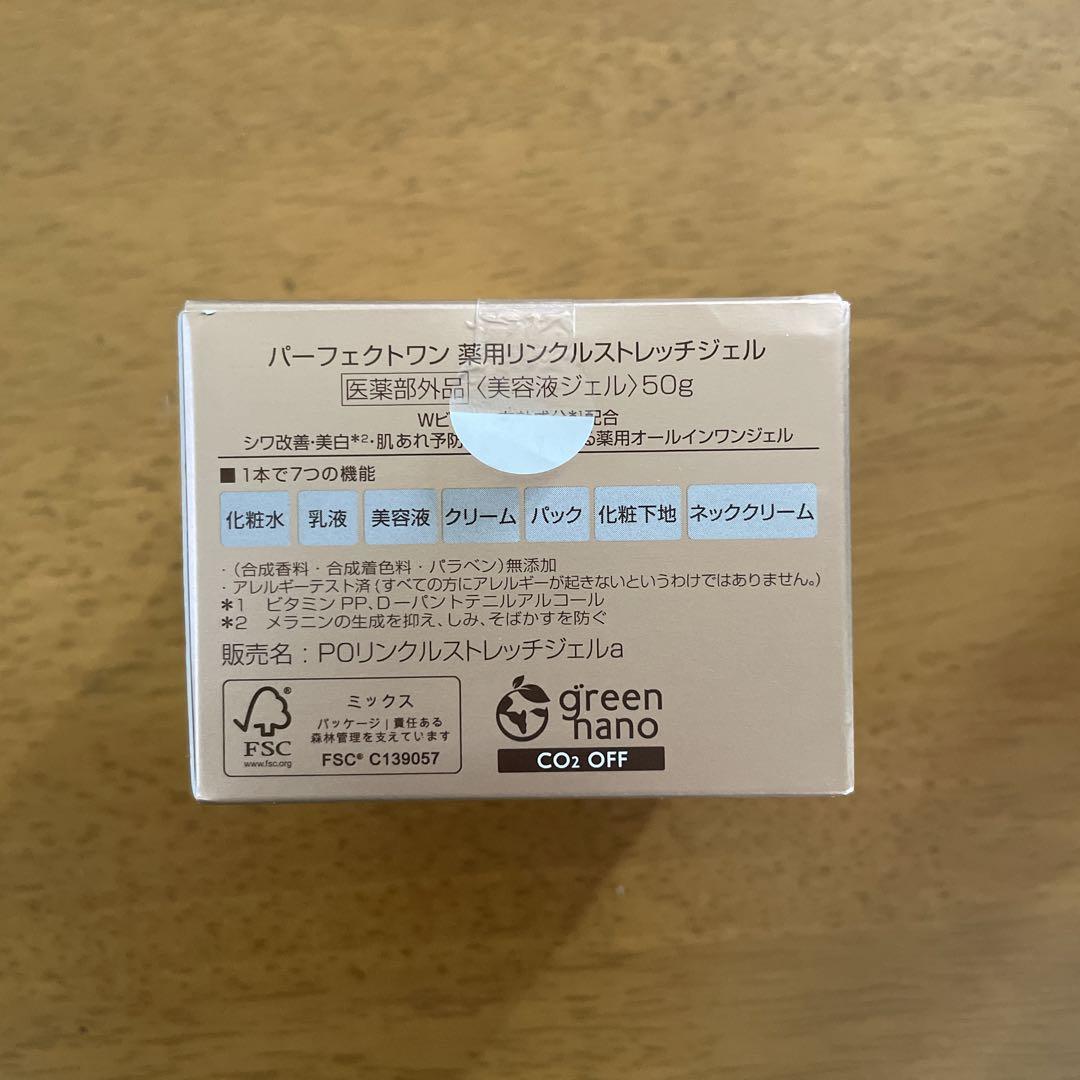 パーフェクトワン 薬用リンクルストレッチジェル
医薬部外品〈美容液ジェル〉50g
Wビ 有効成分*1配合
シワ改善・美白*2・肌あれ予防 る薬用オールインワンジェル
■ 1本で7つの機能
化粧水 乳液 美容液 クリーム パック 化粧下地 ネッククリーム
・(合成香料・合成着色料・パラベン)無添加
・アレルギーテスト済(すべての方にアレルギーが起きないというわけではありません。)
*1 ビタミンPP、D-パントテニルアルコール
*2 メラニンの生成を抑え、しみ、そばかすを防ぐ
販売名：POリンクルストレッチジェルa
FSC®
www.fsc.org
ミックス
パッケージ|責任ある
森林管理を支えています
FSC® C139057
green
nano
CO2 OFF